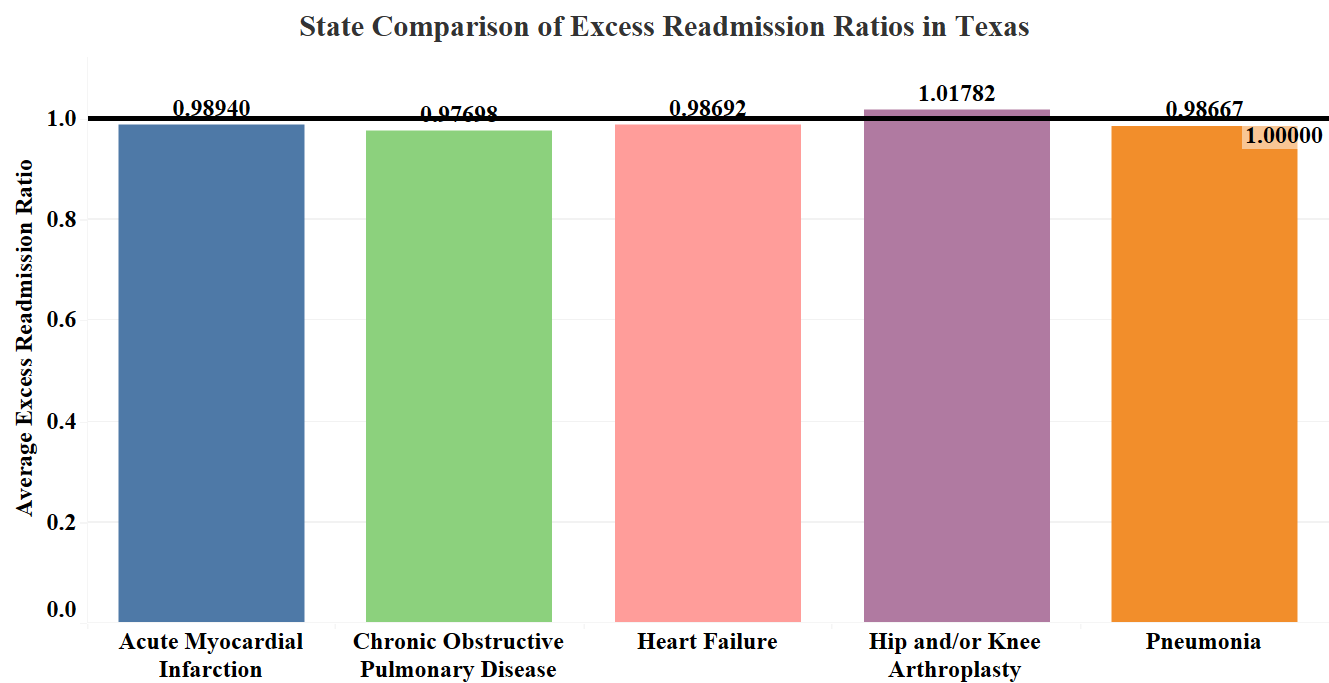 State Comparison of Excess Readmission Ratios in Texas
Average Excess Readmission Ratio
1.0
0.8
0.6
0.4
0.2
0.0
0.98940
0.97698
0.98692
1.01782
0.98667
1.00000
Acute Myocardial
Infarction
Chronic Obstructive
Pulmonary Disease
Heart Failure
Hip and/or Knee
Arthroplasty
Pneumonia